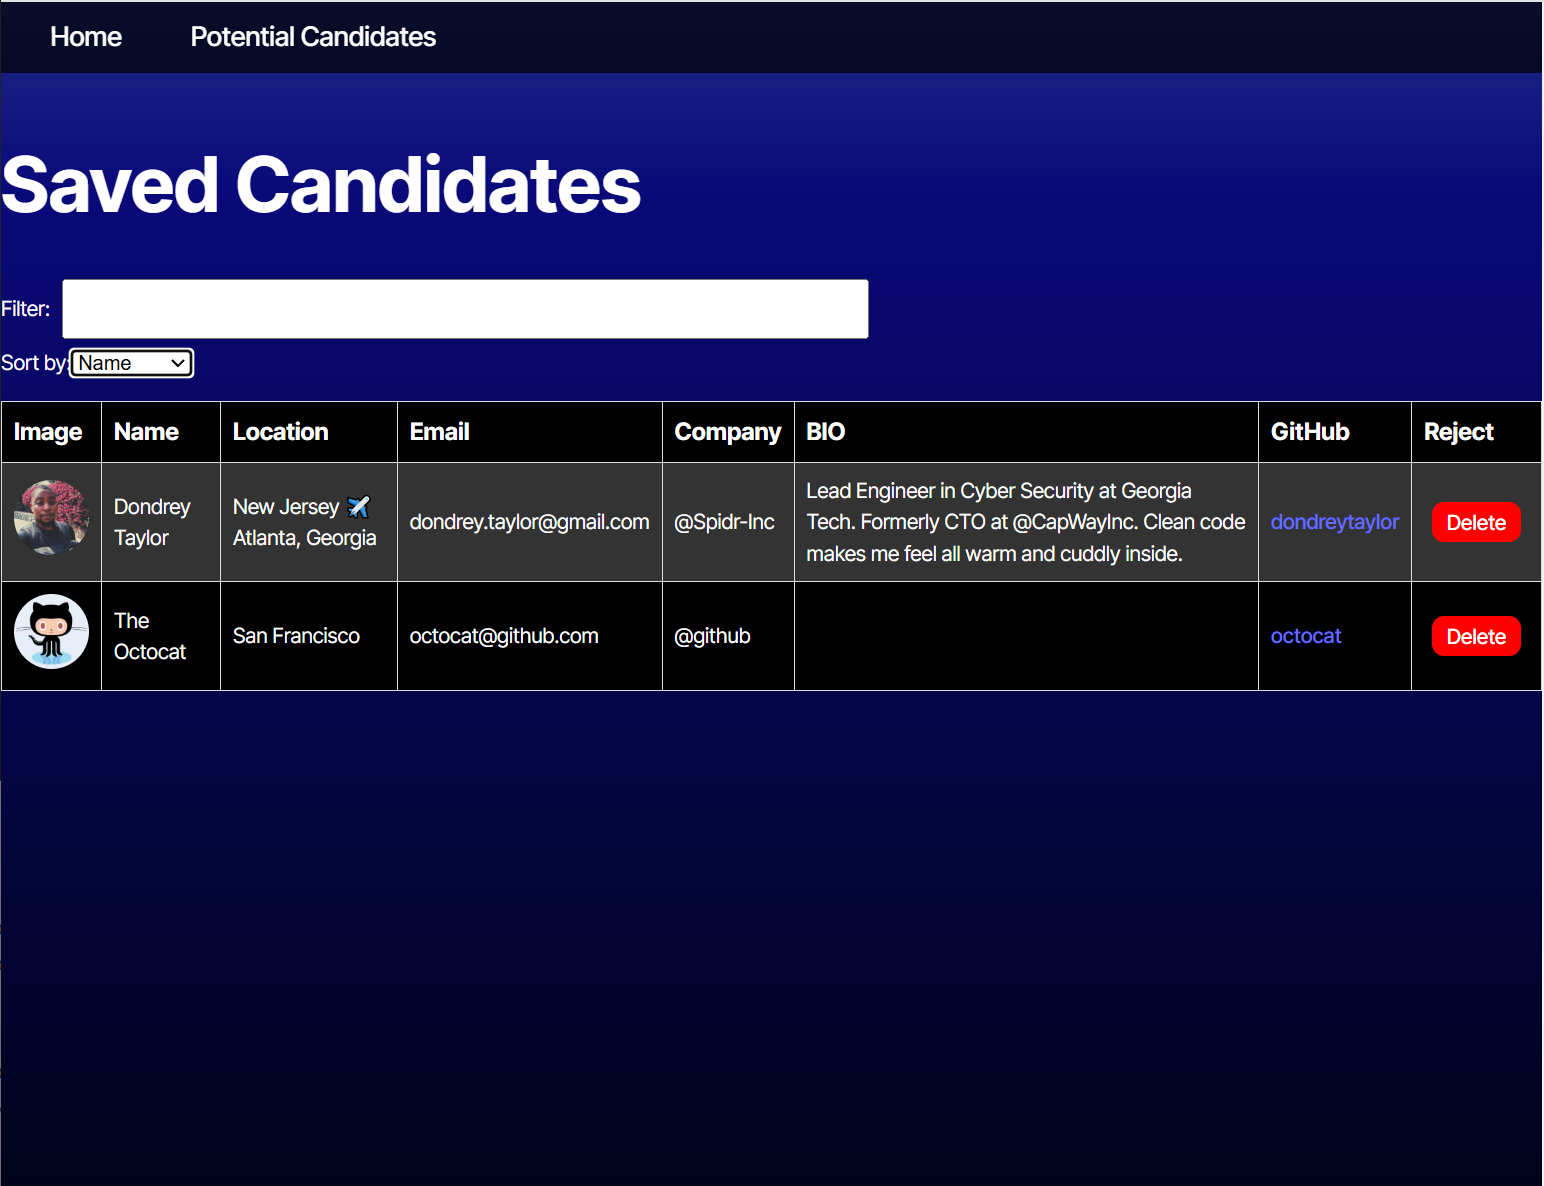 Home Potential Candidates
Saved Candidates
Filter:
Sort by: Name
Image Name Location Email Company BIO GitHub Reject
Dondrey
Taylor
New Jersey ✈️
Atlanta, Georgia
dondrey.taylor@gmail.com
@Spidr-Inc
Lead Engineer in Cyber Security at Georgia
Tech. Formerly CTO at @CapWayInc. Clean code
makes me feel all warm and cuddly inside.
dondreytaylor
Delete
The
Octocat
San Francisco
octocat@github.com
@github
octocat
Delete